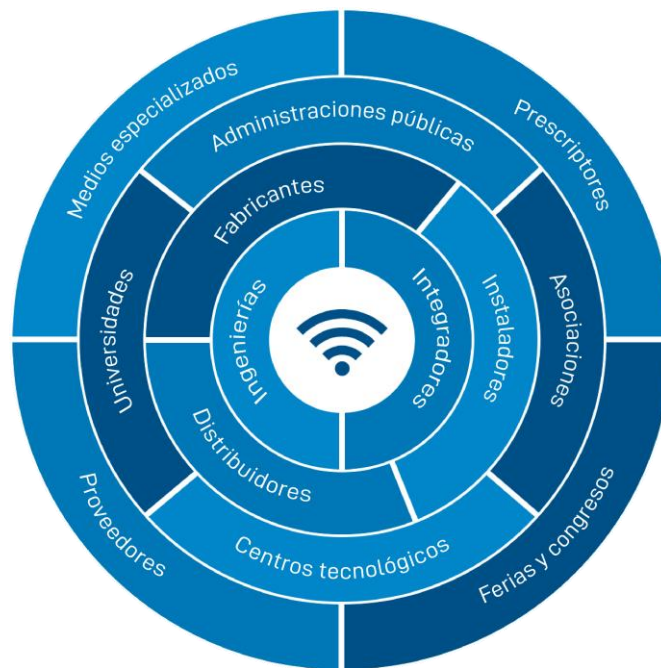 Medios especializados
Prescriptores
Administraciones públicas
Fabricantes
Ingenierías
Integradores
Instaladores
Universidades
Asociaciones
Distribuidores
Centros tecnológicos
Proveedores
Ferias y congresos